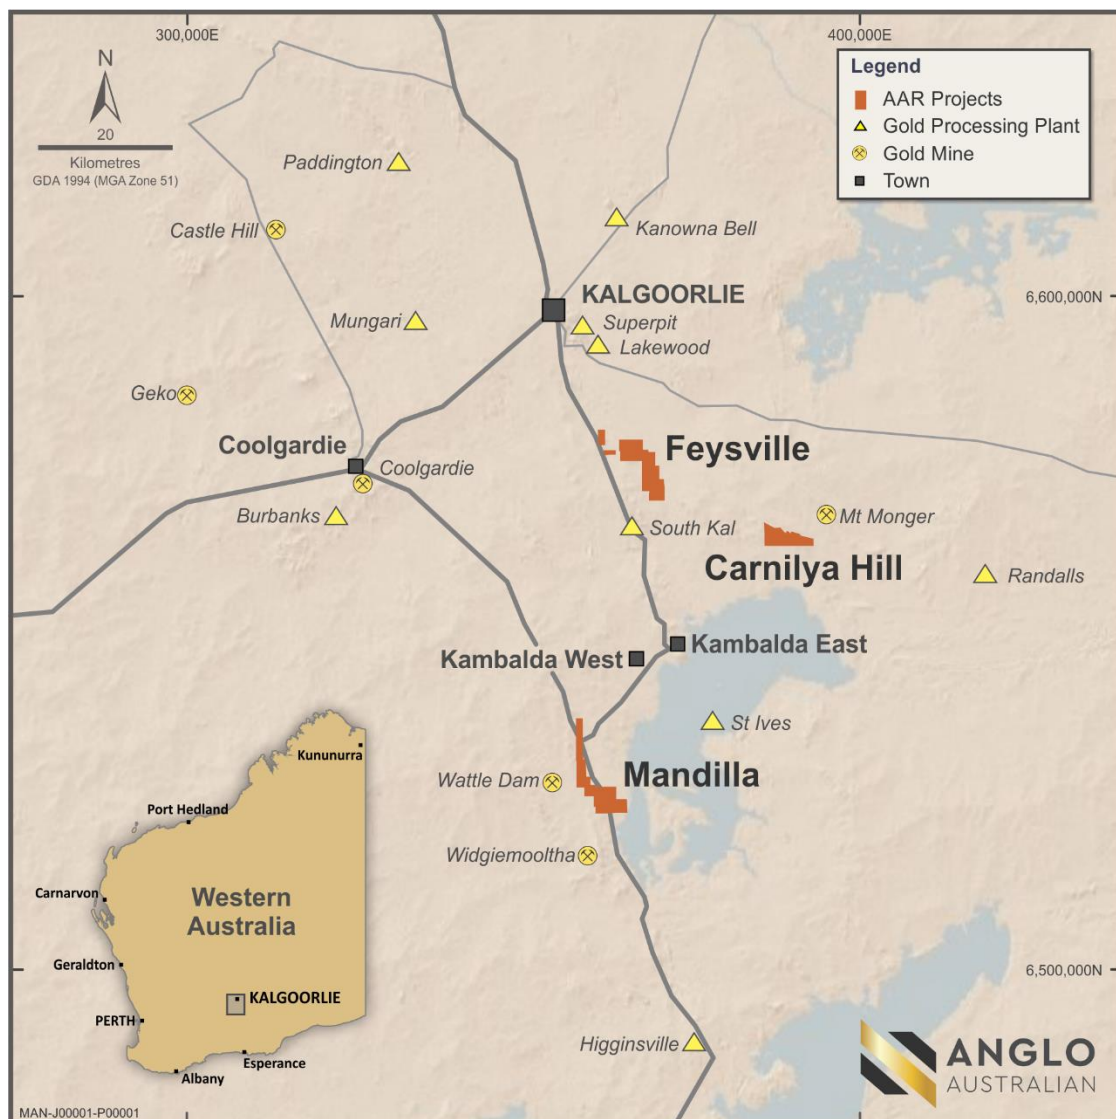 300,000E
400,000E
N
20
Kilometres
GDA 1994 (MGA Zone 51)
Legend
AAR Projects
Gold Processing Plant
Gold Mine
Town
Paddington
Castle Hill
Kanowna Bell
KALGOORLIE
6,600,000N
Mungari
Superpit
Lakewood
Geko
Coolgardie
Coolgardie
Feysville
Burbanks
South Kal
Mt Monger
Carnilya Hill
Randalls
Kambalda East
Kambalda West
St Ives
Mandilla
Wattle Dam
Widgiemooltha
Kununurra
Port Hedland
Carnarvon
Western
Australia
Geraldton
KALGOORLIE
PERTH
Esperance
Albany
6,500,000N
Higginsville
ANGLO
AUSTRALIAN
MAN-J00001-P00001